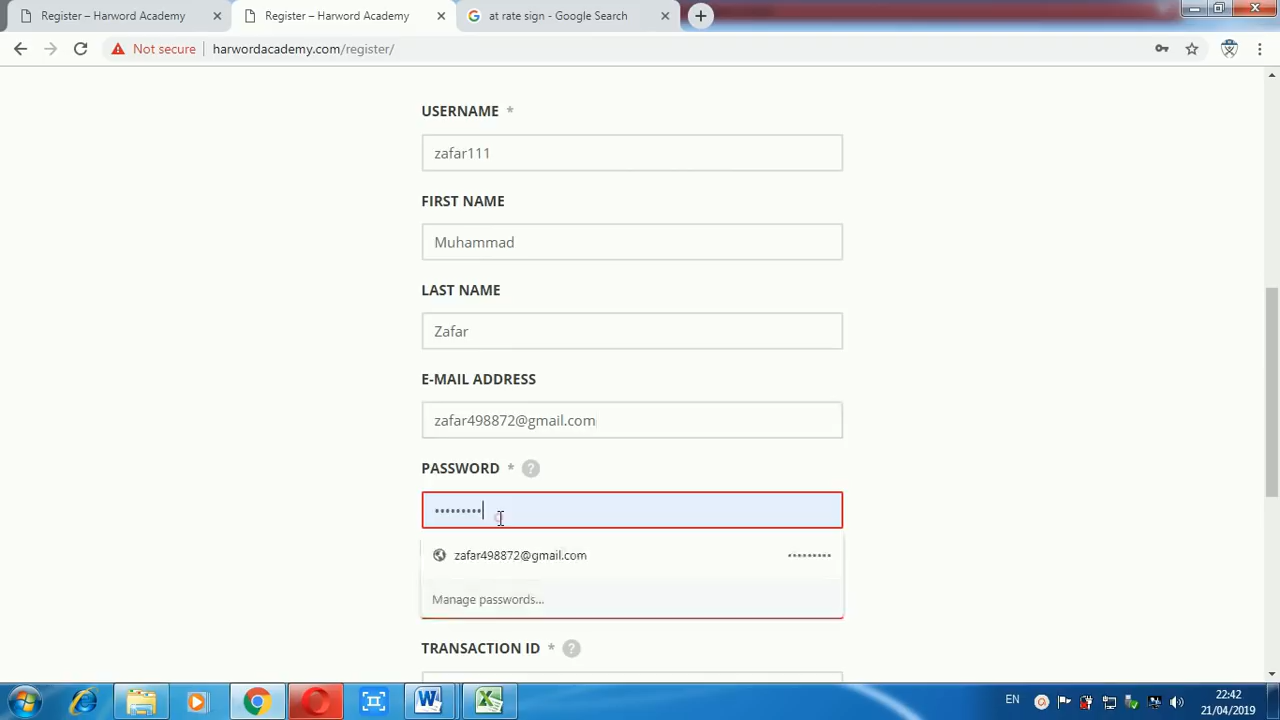 Register – Harword Academy
Register – Harword Academy
at rate sign - Google Search
Not secure
harwordacademy.com/register/
USERNAME *
zafar111
FIRST NAME
Muhammad
LAST NAME
Zafar
E-MAIL ADDRESS
zafar498872@gmail.com
PASSWORD * ?
•••••••••
zafar498872@gmail.com •••••••••
Manage passwords...
TRANSACTION ID * ?
EN
22:42
21/04/2019